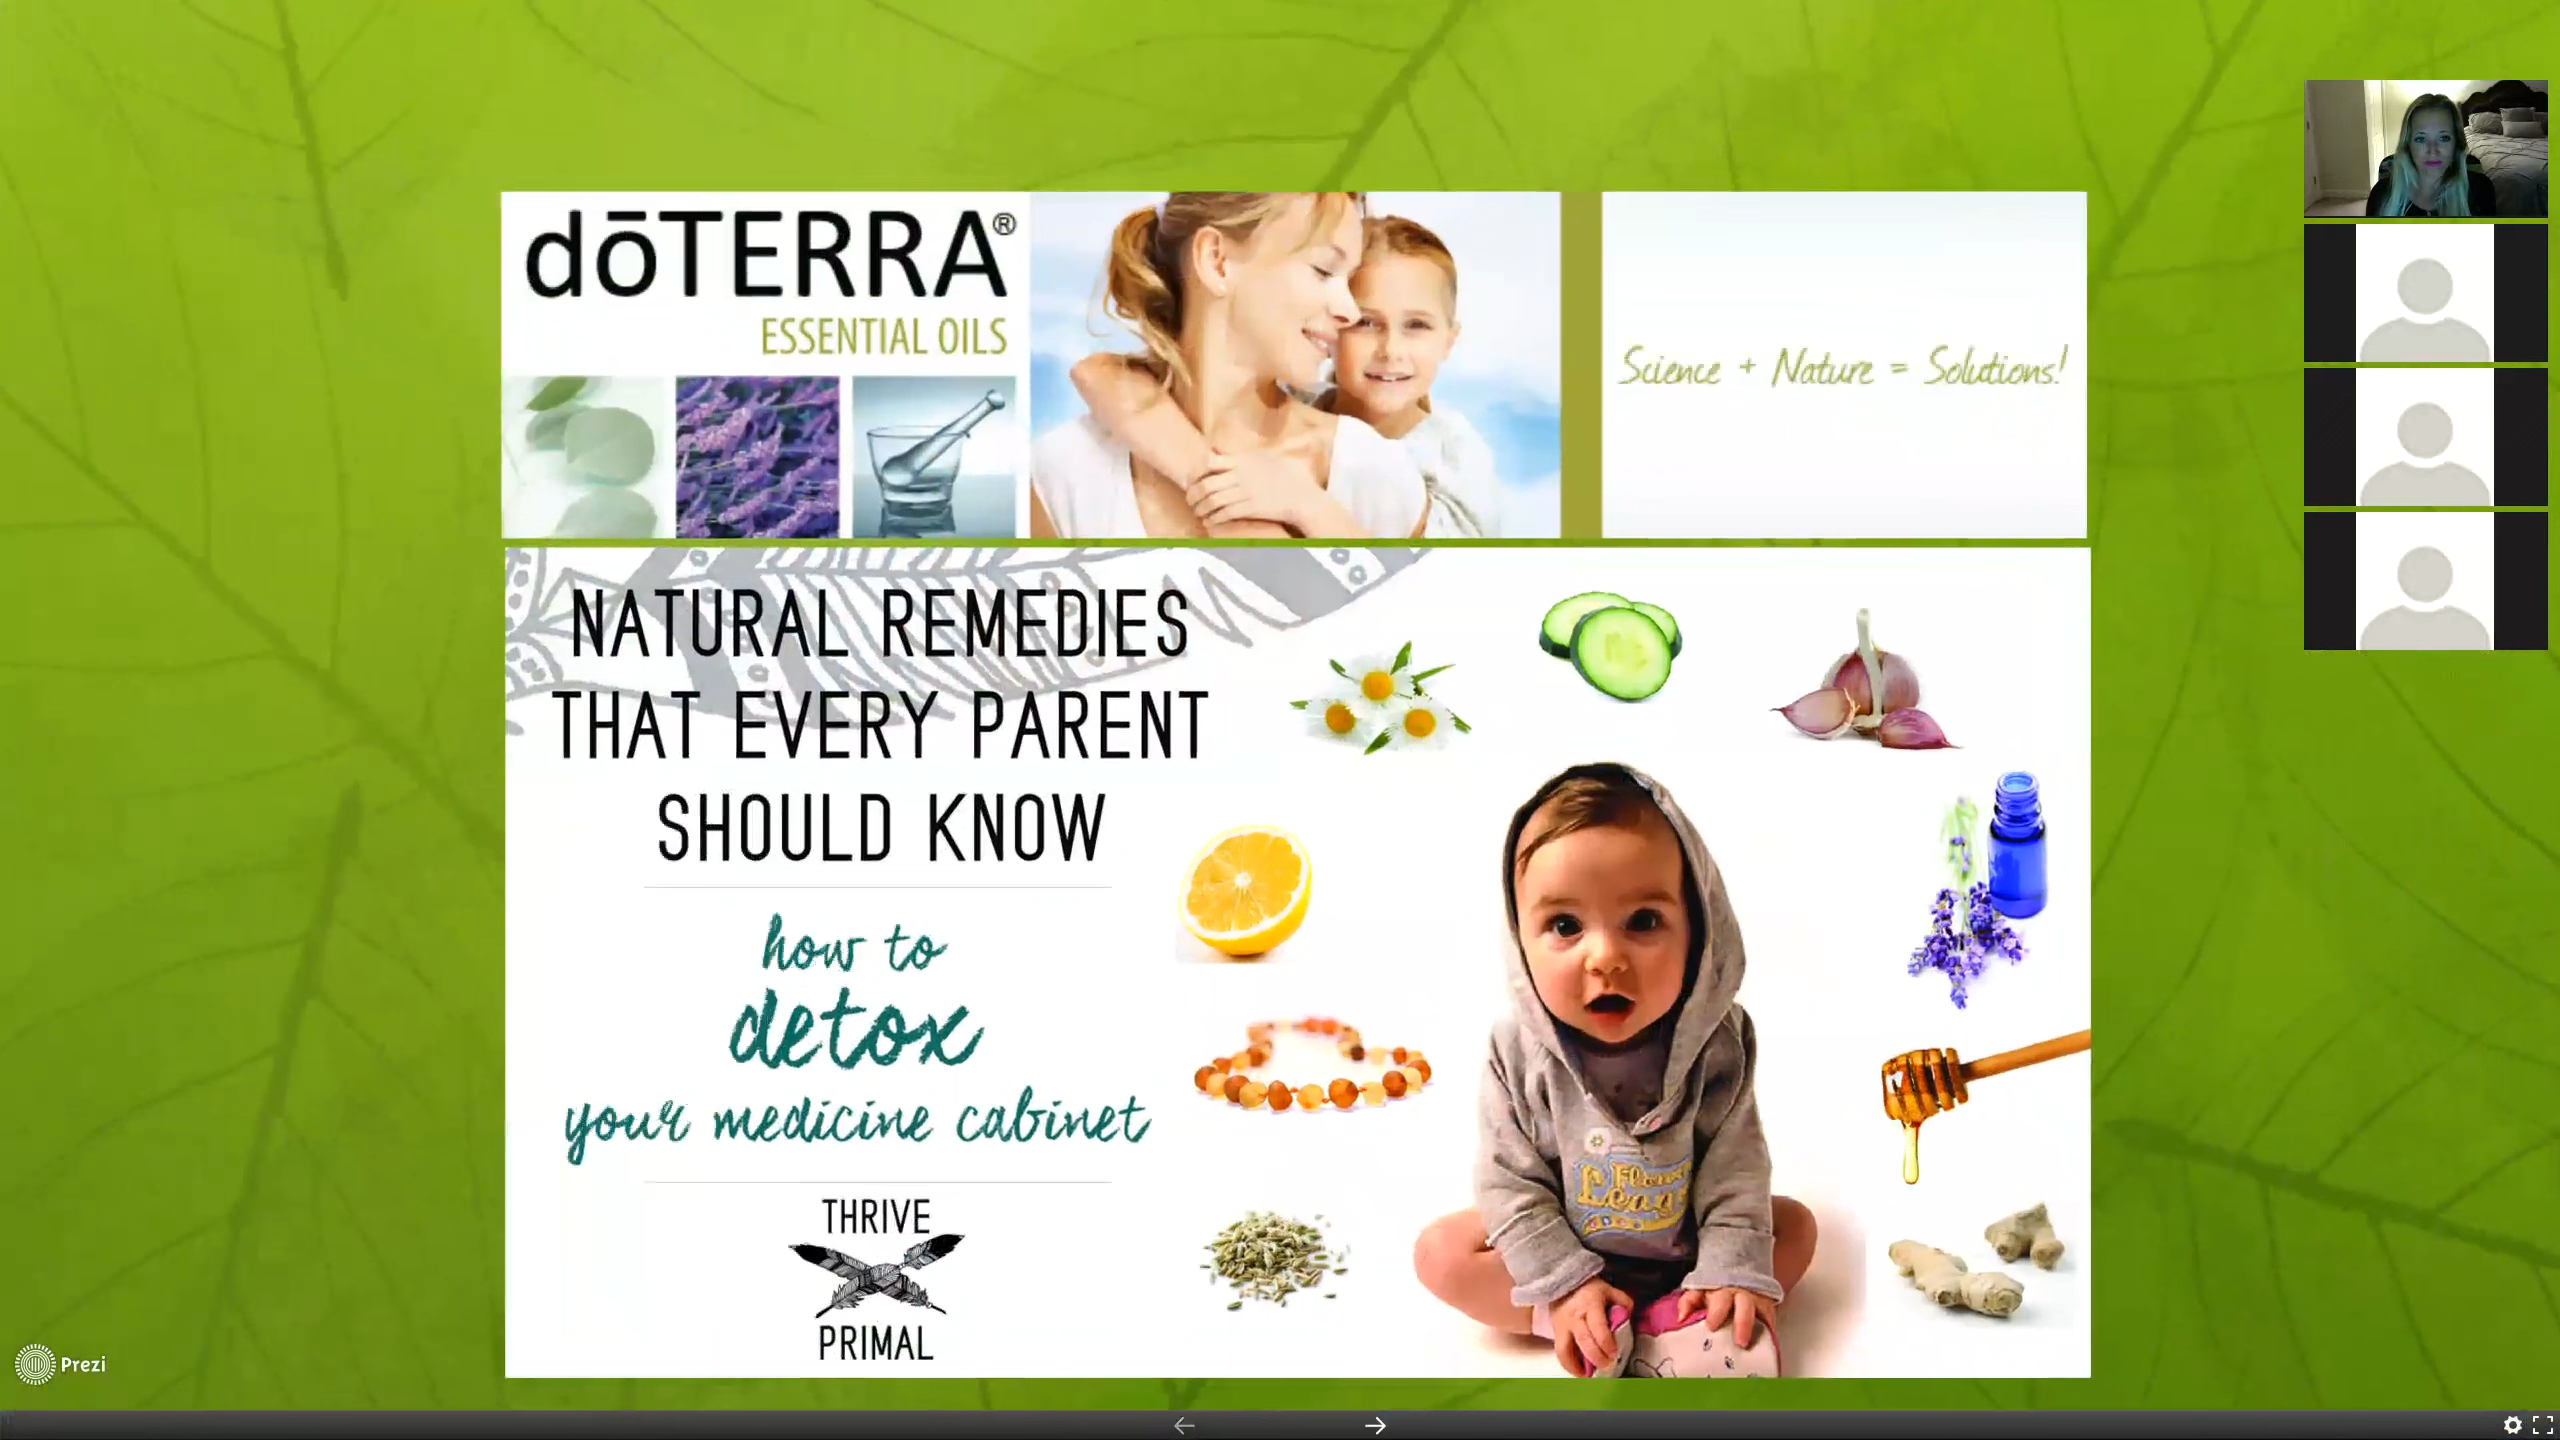 dōTERRA®
ESSENTIAL OILS
Science + Nature = Solutions!
NATURAL REMEDIES
THAT EVERY PARENT
SHOULD KNOW
how to
detox
your medicine cabinet
THRIVE
PRIMAL
Prezi